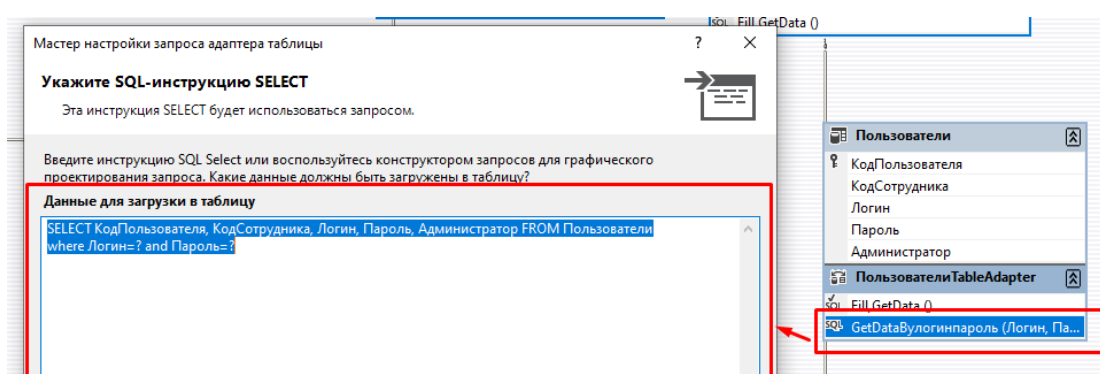 Fill,GetData ()
Мастер настройки запроса адаптера таблицы
?
Укажите SQL-инструкцию SELECT
Эта инструкция SELECT будет использоваться запросом.
Введите инструкцию SQL Select или воспользуйтесь конструктором запросов для графического
проектирования запроса. Какие данные должны быть загружены в таблицу?
Данные для загрузки в таблицу
SELECT КодПользователя, КодСотрудника, Логин, Пароль, Администратор FROM Пользователи
where Логин=? and Пароль=?
Пользователи
КодПользователя
КодСотрудника
Логин
Пароль
Администратор
ПользователиTableAdapter
SQL Fill,GetData ()
SQL GetDataВулогинпароль (Логин, Па...